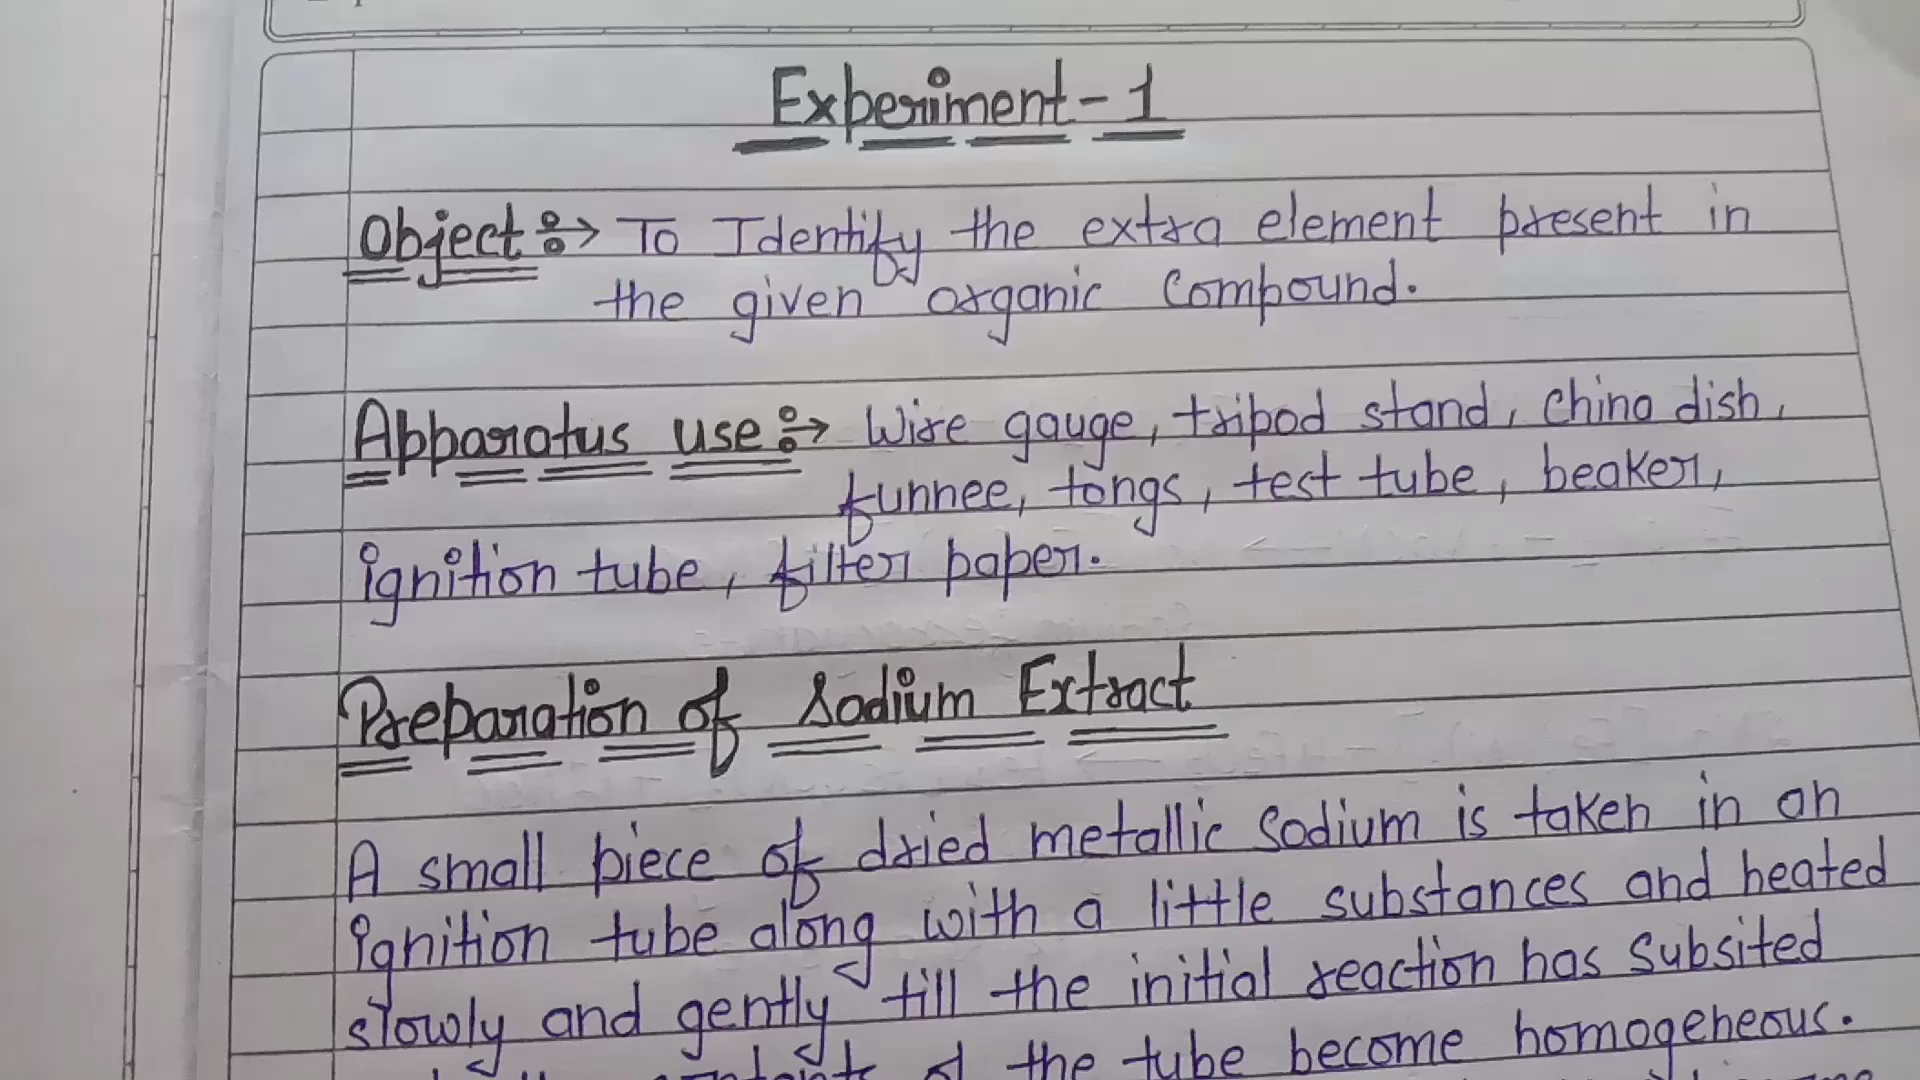 Experiment-1
Object:→ To Identify the extra element present in
the given organic compound.
Apparatus use:→ Wire gauge, tripod stand, china dish,
funnee, tongs, test tube, beaker,
ignition tube, filter paper.
Preparation of Sodium Extract
A small piece of dried metallic sodium is taken in an
ignition tube along with a little substances and heated
slowly and gently till the initial reaction has subsited
the tube become homogeneous.